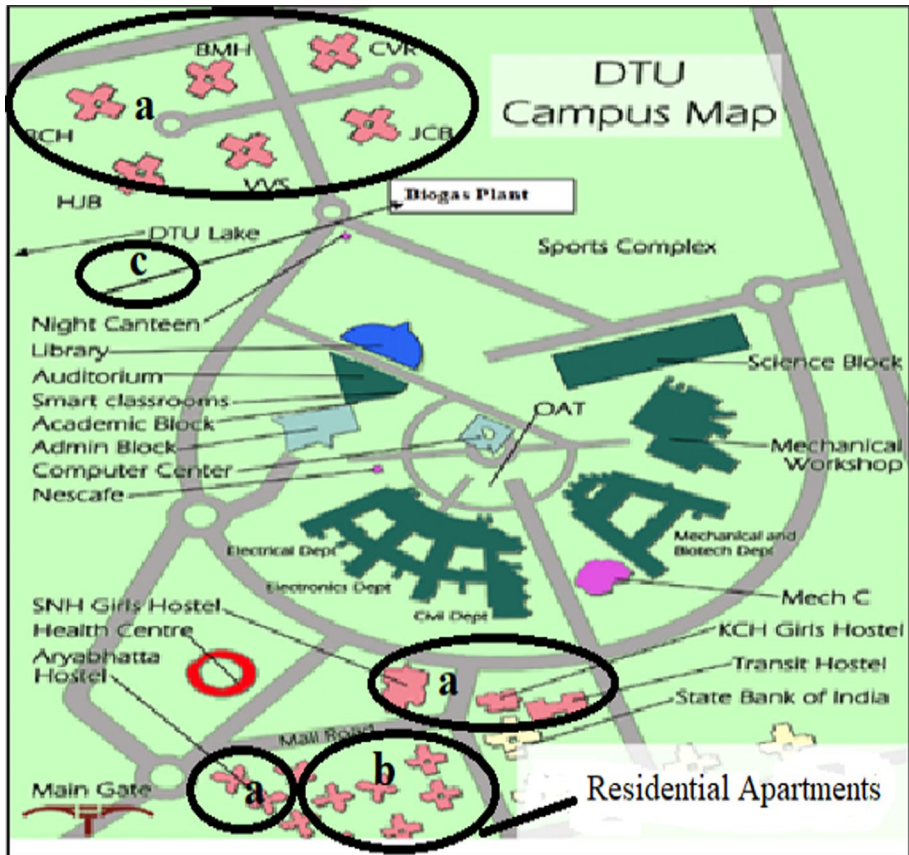 BMH
CVR
DTU
Campus Map
a
BCH
JCB
VVS
HJB
Biogas Plant
DTU Lake
Sports Complex
c
Night Canteen
Library
Science Block
Auditorium
Smart classrooms
OAT
Academic Block
Admin Block
Mechanical
Workshop
Computer Center
Nescafe
Mechanical and
Biotech Dept
Electrical Dept
Electronics Dept
Civil Dept
Mech C
SNH Girls Hostel
KCH Girls Hostel
Health Centre
Aryabhatta
Hostel
a
Transit Hostel
State Bank of India
Mall Road
b
a
Main Gate
Residential Apartments